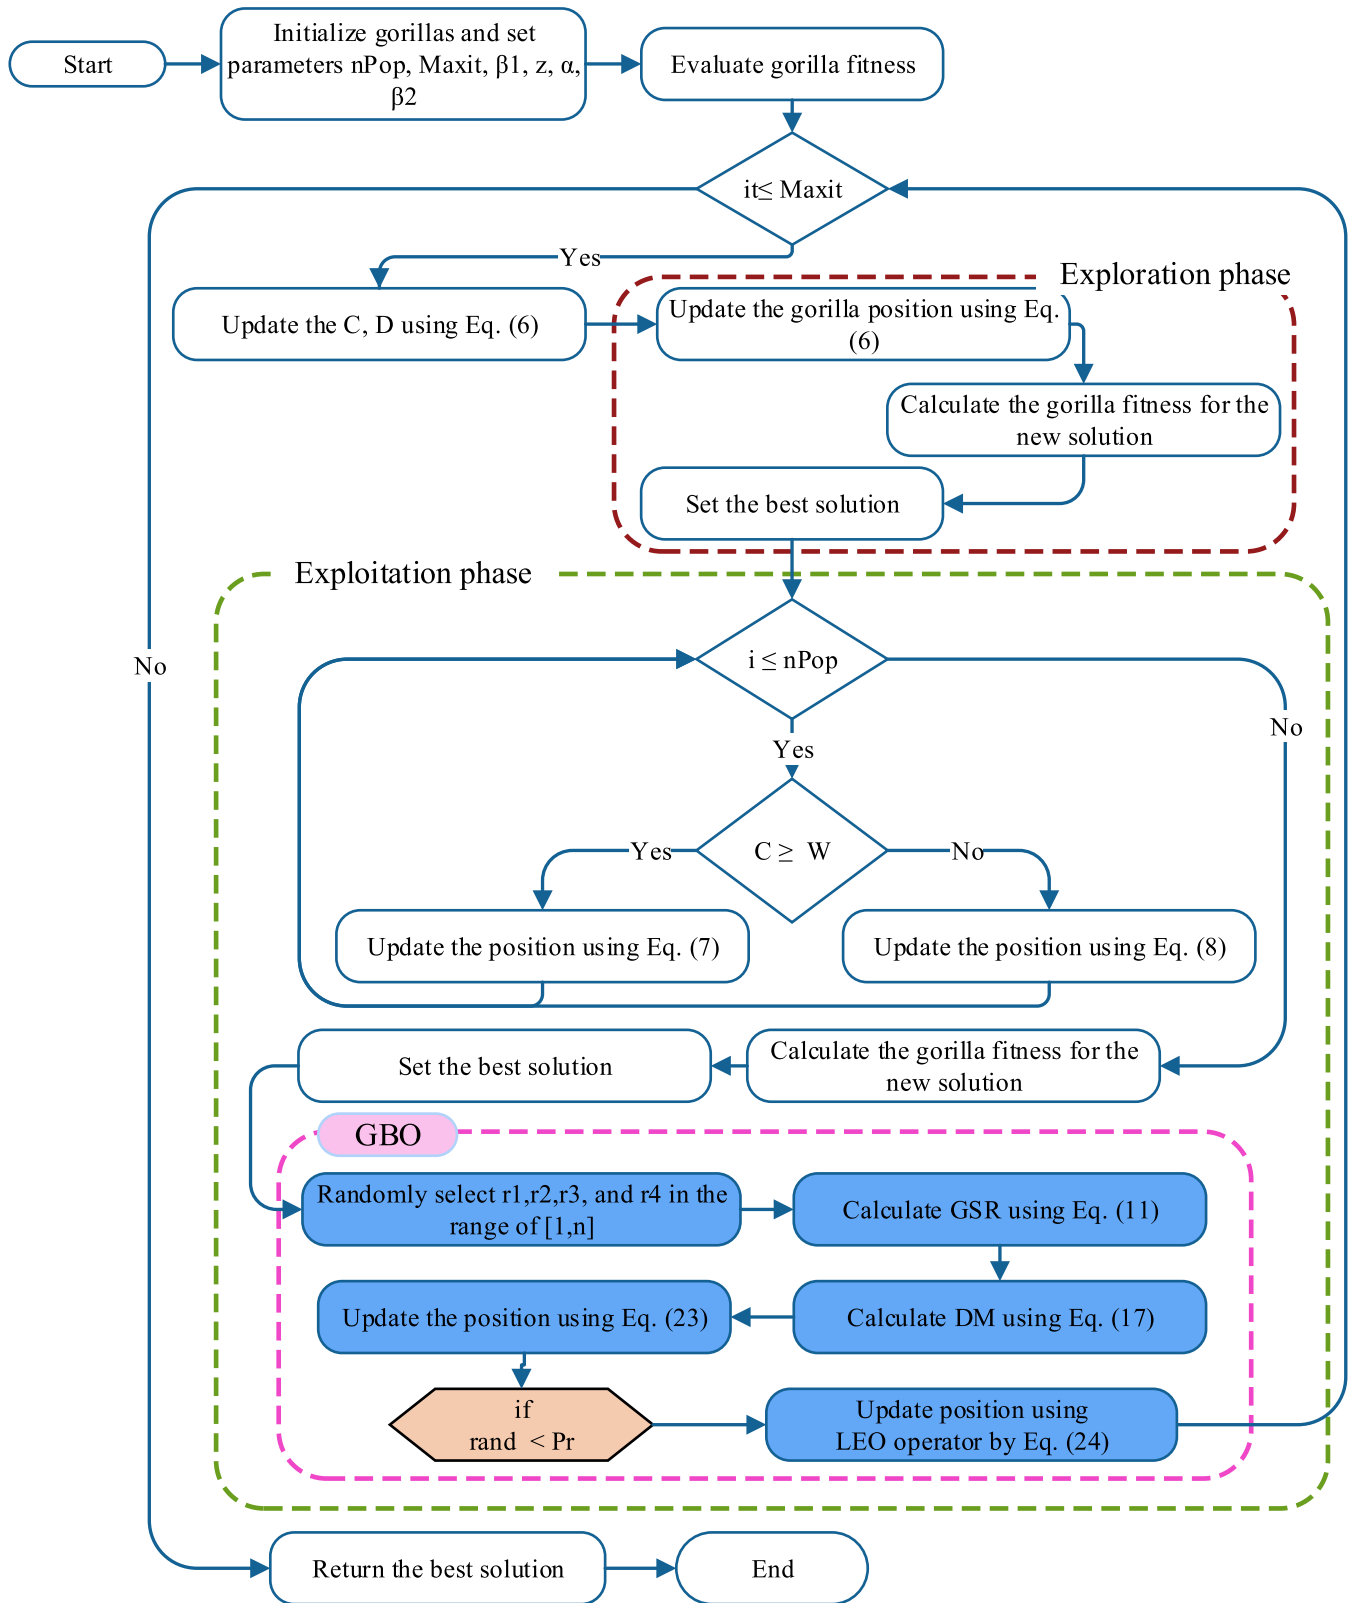 Start
Initialize gorillas and set
parameters nPop, Maxit, β1, z, α,
β2
Evaluate gorilla fitness
it≤ Maxit
Yes
Exploration phase
Update the C, D using Eq. (6)
Update the gorilla position using Eq.
(6)
Calculate the gorilla fitness for the
new solution
Set the best solution
Exploitation phase
i ≤ nPop
No
No
Yes
C ≥ W
Yes
No
Update the position using Eq. (7)
Update the position using Eq. (8)
Set the best solution
Calculate the gorilla fitness for the
new solution
GBO
Randomly select r1,r2,r3, and r4 in the
range of [1,n]
Calculate GSR using Eq. (11)
Update the position using Eq. (23)
Calculate DM using Eq. (17)
if
rand < Pr
Update position using
LEO operator by Eq. (24)
Return the best solution
End